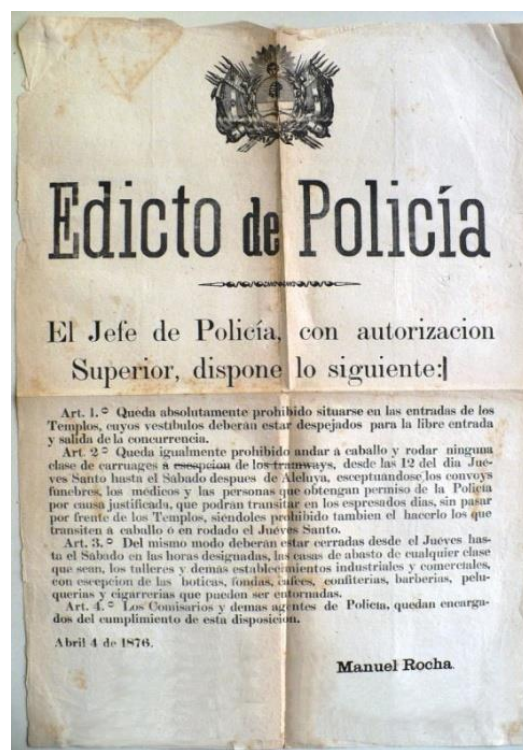 Edicto de Policía
El Jefe de Policía, con autorizacion
Superior, dispone lo siguiente:
Art. 1.º Queda absolutamente prohibido situarse en las entradas de los
Templos, cuyos vestibulos deberán estar despejados para la libre entrada
y salida de la concurrencia.
Art. 2º Queda igualmente prohibido andar á caballo y rodar ninguna
clase de carruages á escepcion de los tramways, desde las 12 del dia Jue-
ves Santo hasta el Sabado despues de Aleluya, esceptuandose los convoys
fúnebres, los médicos y las personas que obtengan permiso de la Policía
por causa justificada, que podrán transitar en los espresados dias, sin pasar
por frente de los Templos, siéndoles prohibido tambien el hacerlo los que
transiten á caballo ó en rodado el Juéves Santo.
Art. 3.º Del mismo modo deberán estar cerradas desde el Juéves has-
ta el Sabado en las horas designadas, las casas de abasto de cualquier clase
que sean, los talleres y demas establecimientos industriales y comerciales,
con escepcion de las boticas, fondas, cafées, confiterias, barberias, pelu-
querias y cigarrerias que pueden ser entornadas.
Art. 4.º Los Comisarios y demas agentes de Policía, quedan encarga-
dos del cumplimiento de esta disposicion.
Abril 4 de 1876.
Manuel Rocha.